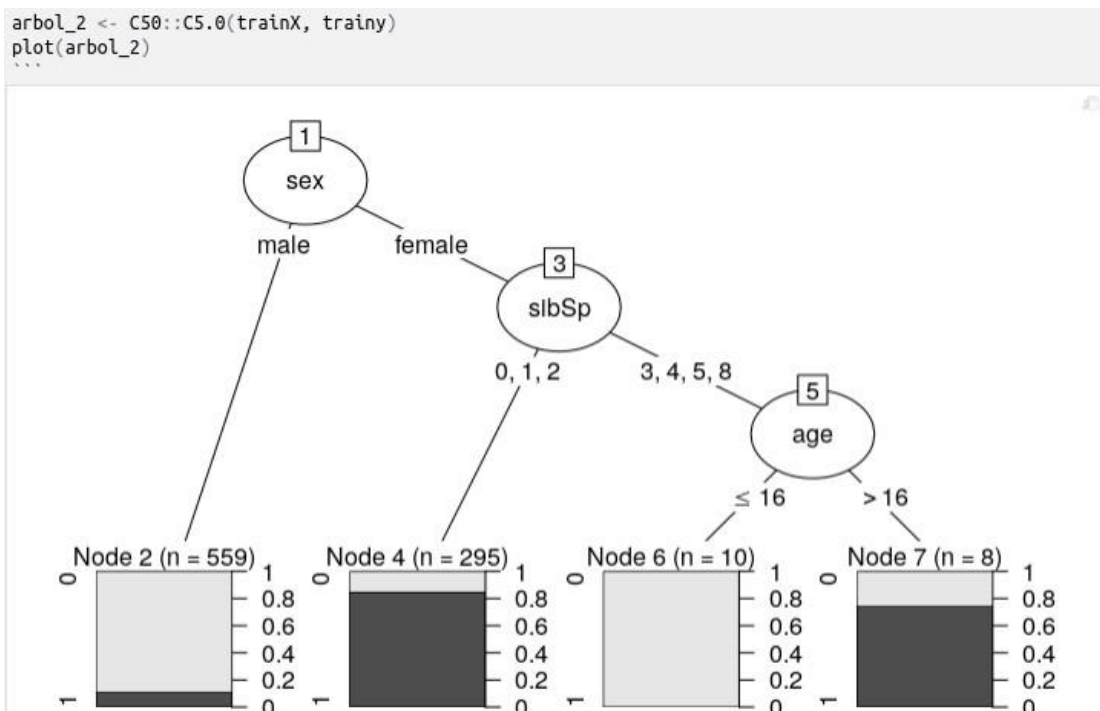 arbol_2 <- C50::C5.0(trainX, trainy)
plot(arbol_2)
```
1
sex
male
female
3
sibSp
0, 1, 2
3, 4, 5, 8
5
age
≤ 16
> 16
Node 2 (n = 559)
Node 4 (n = 295)
Node 6 (n = 10)
Node 7 (n = 8)
0
1
1
0.8
0.6
0.4
0.2
0
0
1
1
0.8
0.6
0.4
0.2
0
0
1
1
0.8
0.6
0.4
0.2
0
0
1
1
0.8
0.6
0.4
0.2
0